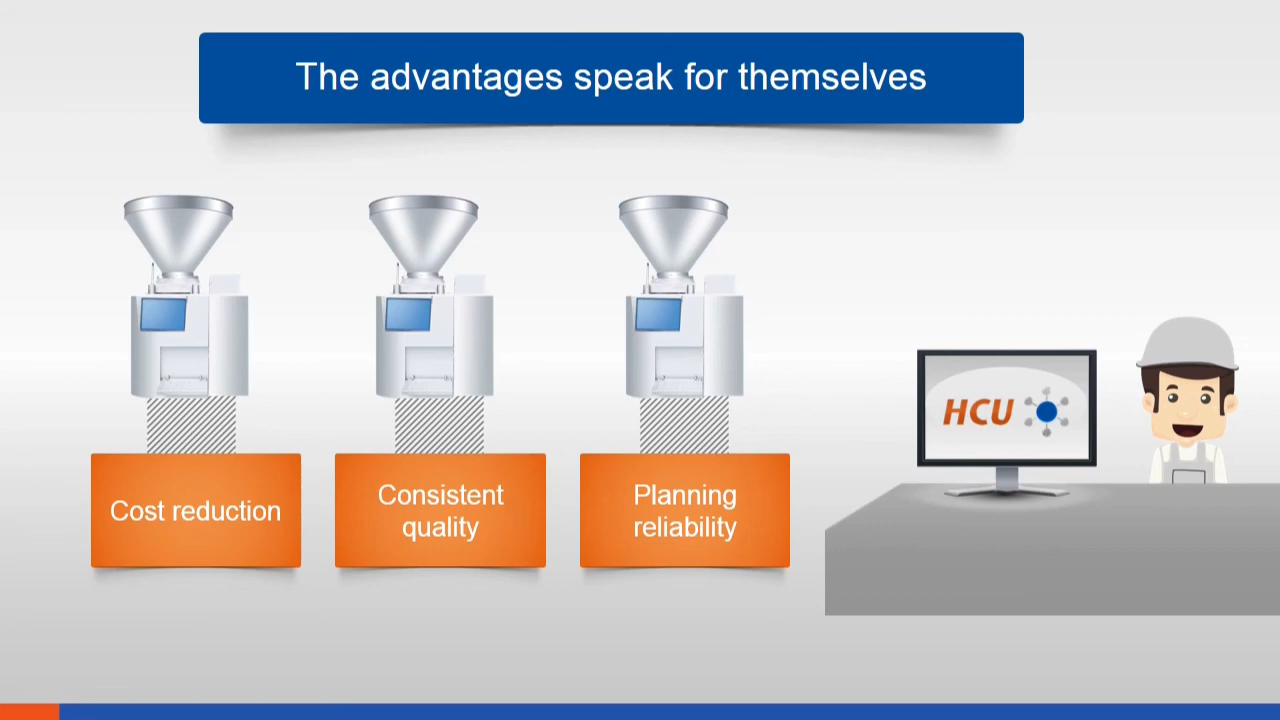 The advantages speak for themselves
HCU
Cost reduction
Consistent
quality
Planning
reliability